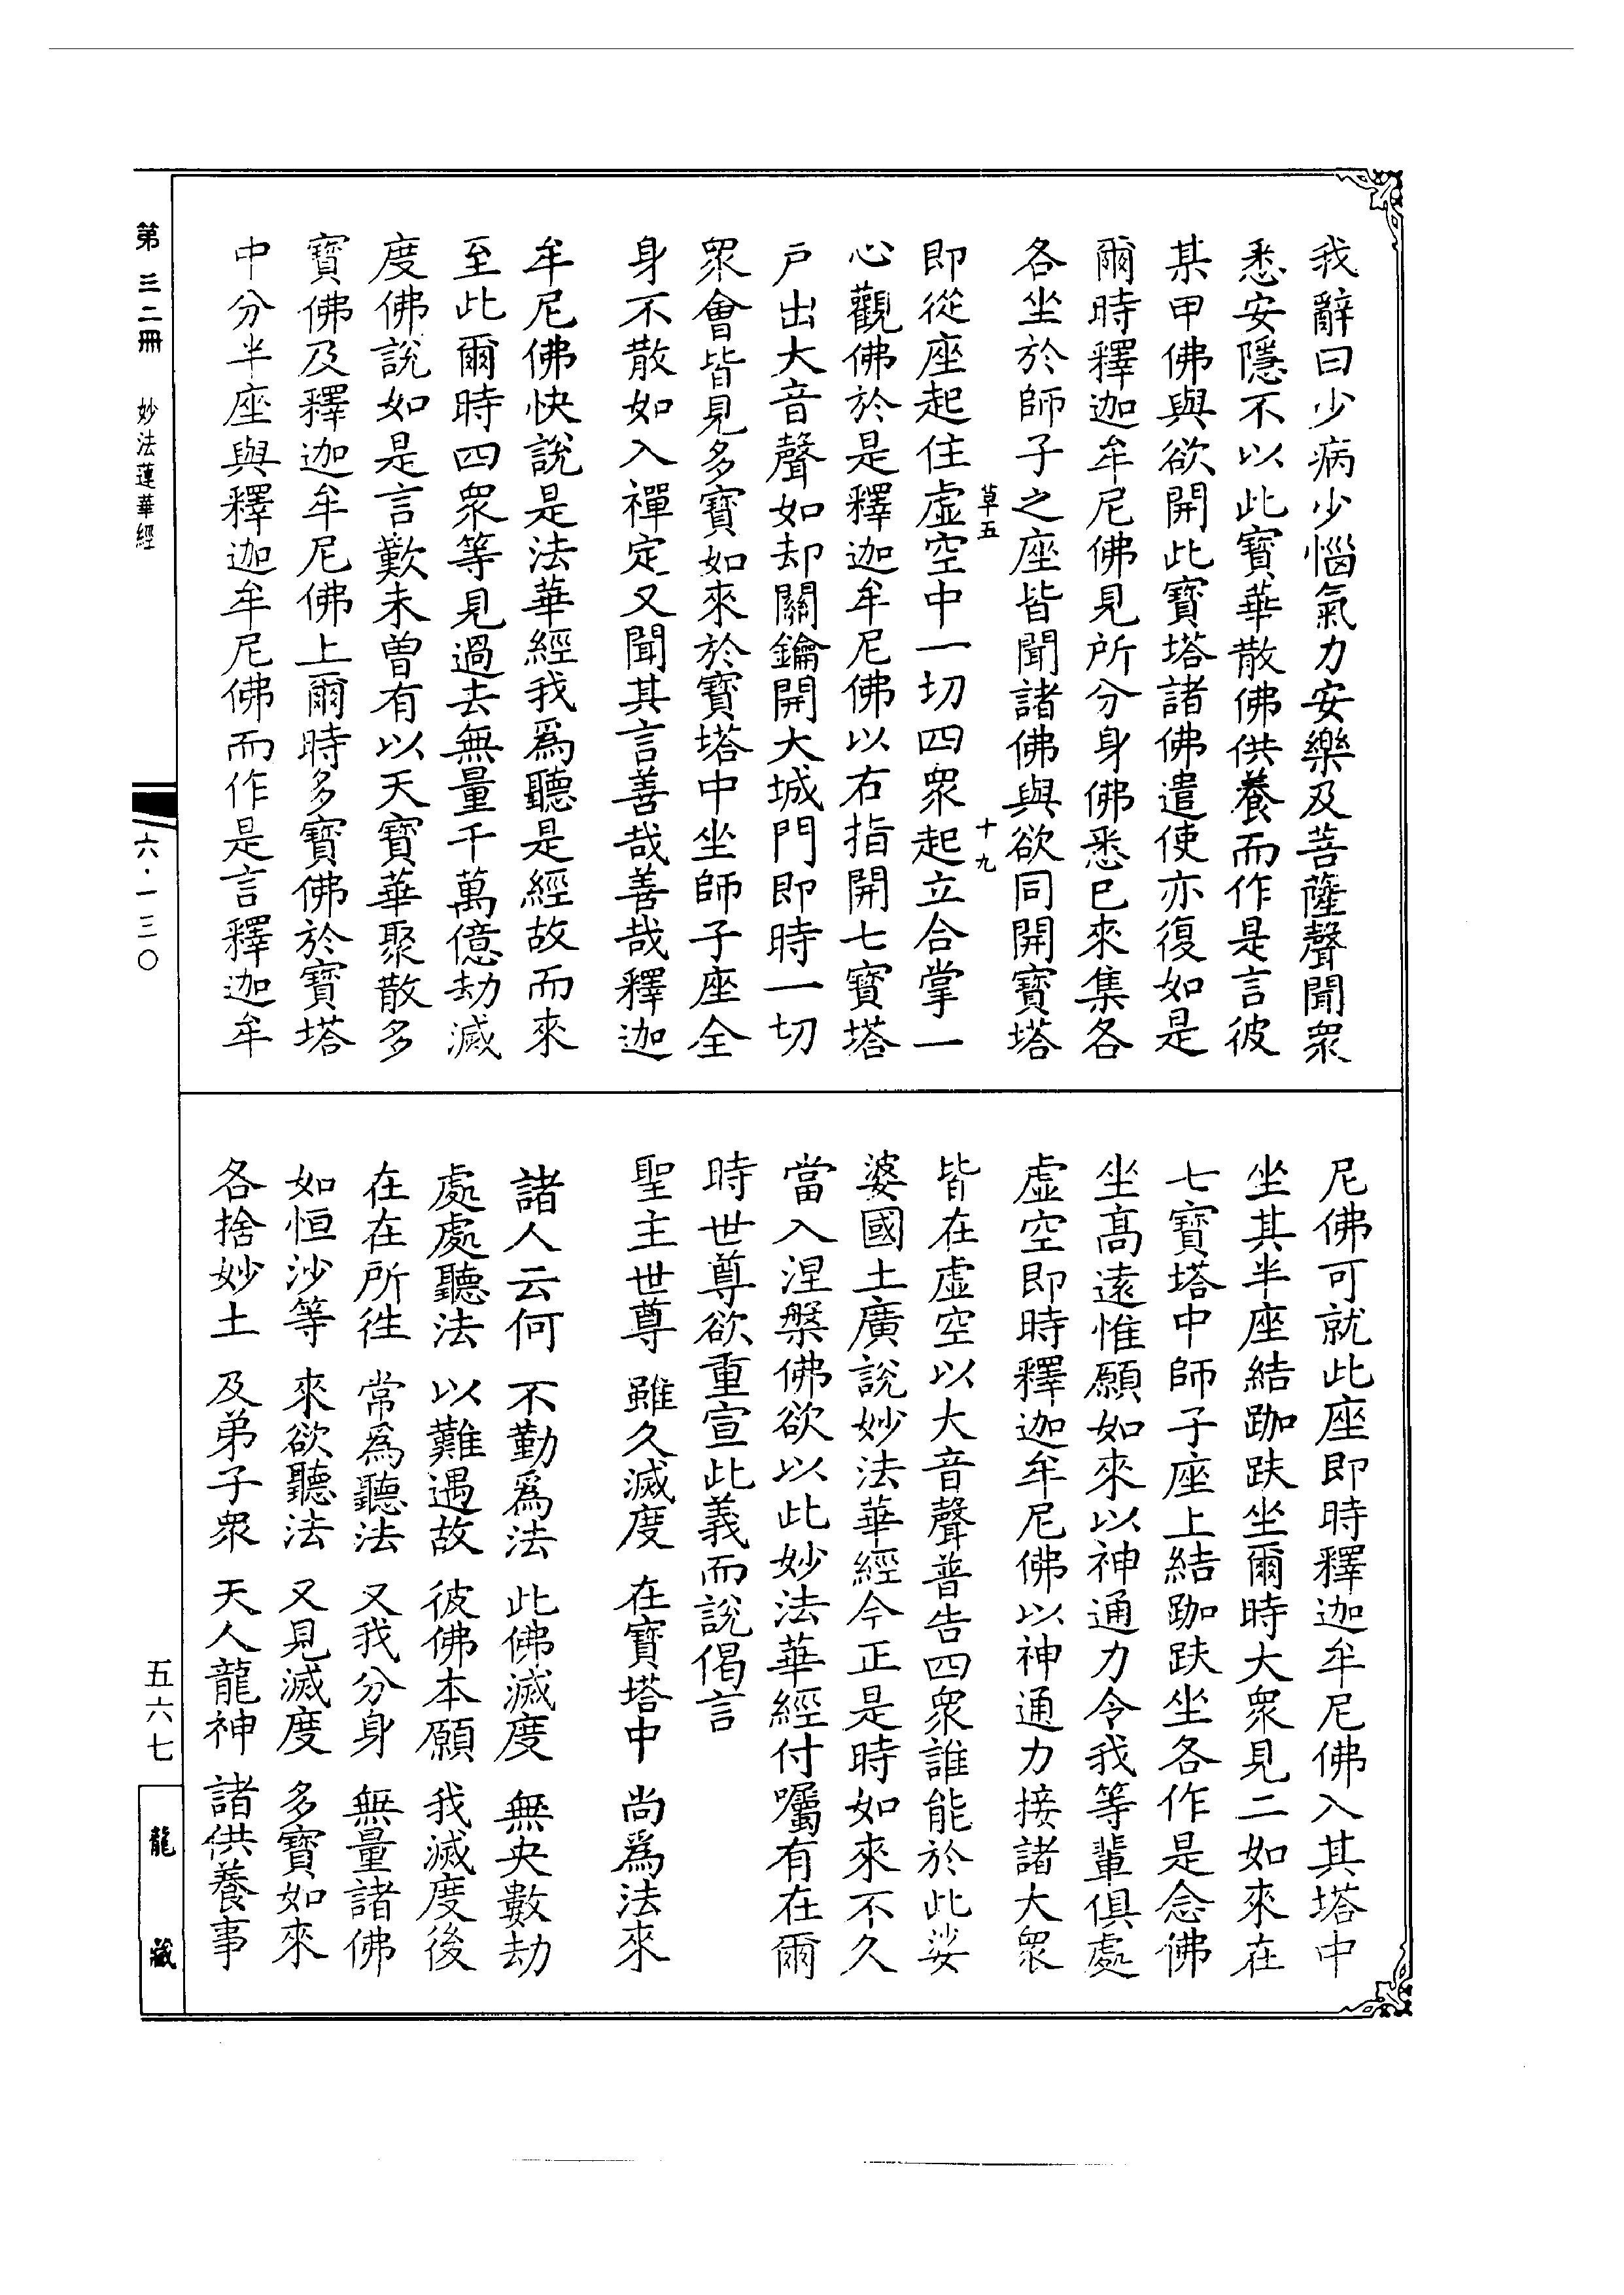 我辭曰少病少惱氣力安樂及菩薩聲聞眾
悉安隱不以此寶華散佛供養而作是言彼
某甲佛與欲開此寶塔諸佛遣使亦復如是
爾時釋迦牟尼佛見所分身佛悉已來集各
各坐於師子之座皆聞諸佛與欲同開寶塔
草五 十九
即從座起住虛空中一切四眾起立合掌一
心觀佛於是釋迦牟尼佛以右指開七寶塔
戶出大音聲如却關鑰開大城門即時一切
眾會皆見多寶如來於寶塔中坐師子座全
身不散如入禪定又聞其言善哉善哉釋迦
牟尼佛快說是法華經我爲聽是經故而來
至此爾時四眾等見過去無量千萬億劫滅
度佛說如是言歎未曾有以天寶華聚散多
寶佛及釋迦牟尼佛上爾時多寶佛於寶塔
中分半座與釋迦牟尼佛而作是言釋迦牟
尼佛可就此座即時釋迦牟尼佛入其塔中
坐其半座結跏趺坐爾時大眾見二如來在
七寶塔中師子座上結跏趺坐各作是念佛
坐高遠惟願如來以神通力令我等輩俱處
虛空即時釋迦牟尼佛以神通力接諸大眾
皆在虛空以大音聲普告四眾誰能於此娑
婆國土廣說妙法華經今正是時如來不久
當入涅槃佛欲以此妙法華經付囑有在爾
時世尊欲重宣此義而說偈言
聖主世尊 雖久滅度 在寶塔中 尚爲法來
諸人云何 不勤爲法 此佛滅度 無央數劫
處處聽法 以難遇故 彼佛本願 我滅度後
在在所往 常爲聽法 又我分身 無量諸佛
如恒沙等 來欲聽法 又見滅度 多寶如來
各捨妙土 及弟子眾 天人龍神 諸供養事
第三二冊 妙法蓮華經
六·一三〇
五六七
龍藏